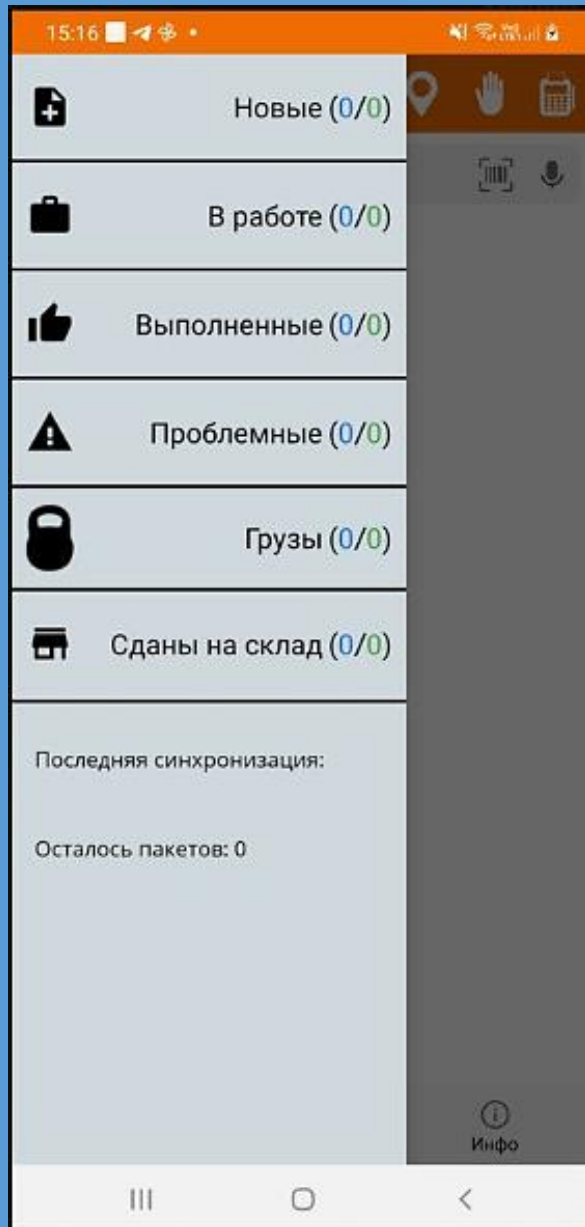 15:16
Новые (0/0)
В работе (0/0)
Выполненные (0/0)
Проблемные (0/0)
Грузы (0/0)
Сданы на склад (0/0)
Последняя синхронизация:
Осталось пакетов: 0
Инфо